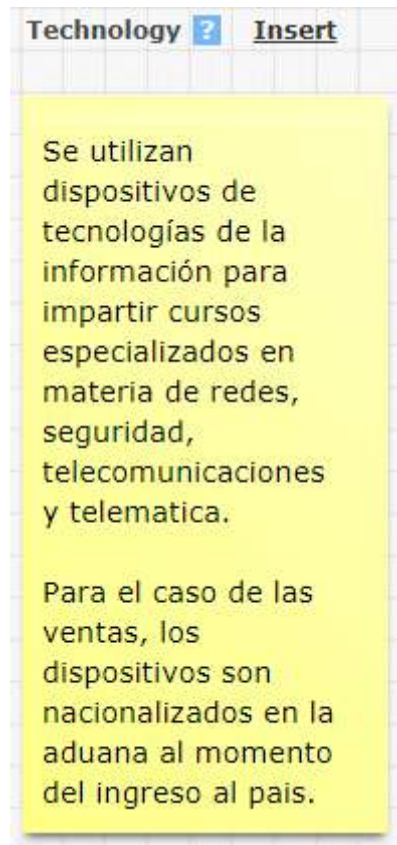 Technology ? Insert
Se utilizan
dispositivos de
tecnologías de la
información para
impartir cursos
especializados en
materia de redes,
seguridad,
telecomunicaciones
y telematica.
Para el caso de las
ventas, los
dispositivos son
nacionalizados en la
aduana al momento
del ingreso al pais.